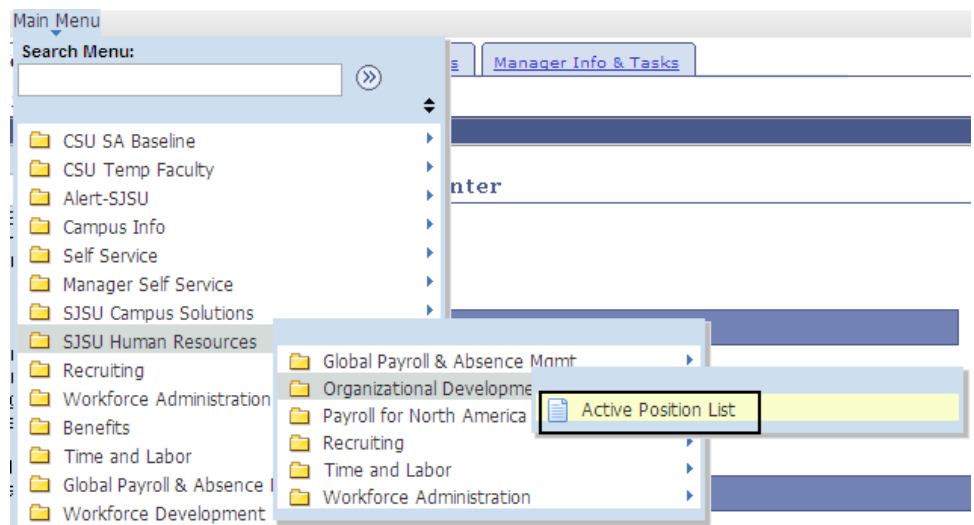 Main Menu
Search Menu:
Manager Info & Tasks
CSU SA Baseline
CSU Temp Faculty
nter
Alert-SJSU
Campus Info
Self Service
Manager Self Service
SJSU Campus Solutions
SJSU Human Resources
Recruiting
Workforce Administration
Benefits
Time and Labor
Global Payroll & Absence
Workforce Development
Global Payroll & Absence Mgmt
Organizational Developme
Payroll for North America
Recruiting
Time and Labor
Workforce Administration
Active Position List